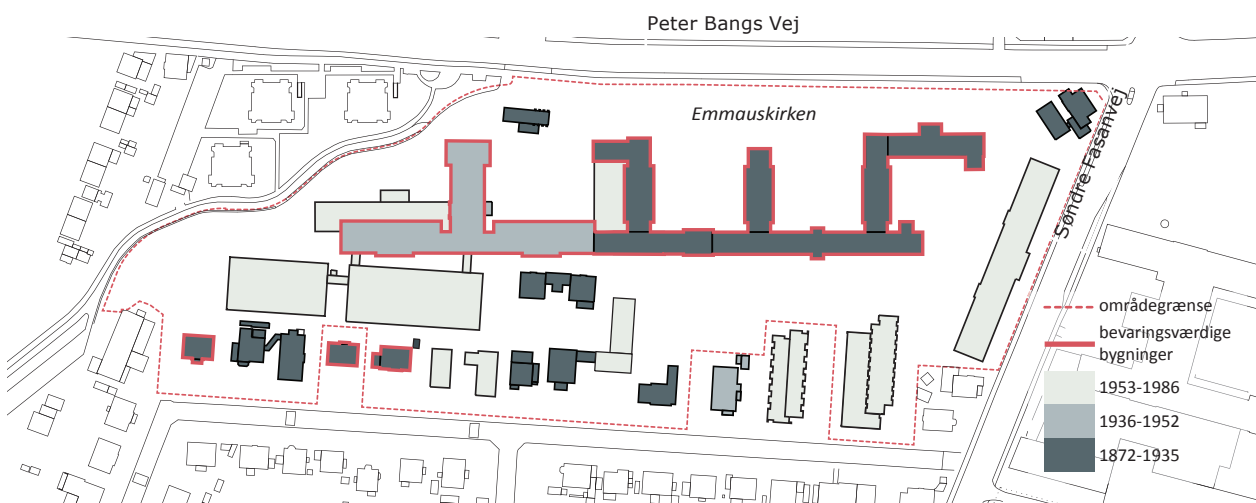 Peter Bangs Vej
Emmauskirken
Søndre Fasanvej
områdegrænse
bevaringsværdige
bygninger
1953-1986
1936-1952
1872-1935